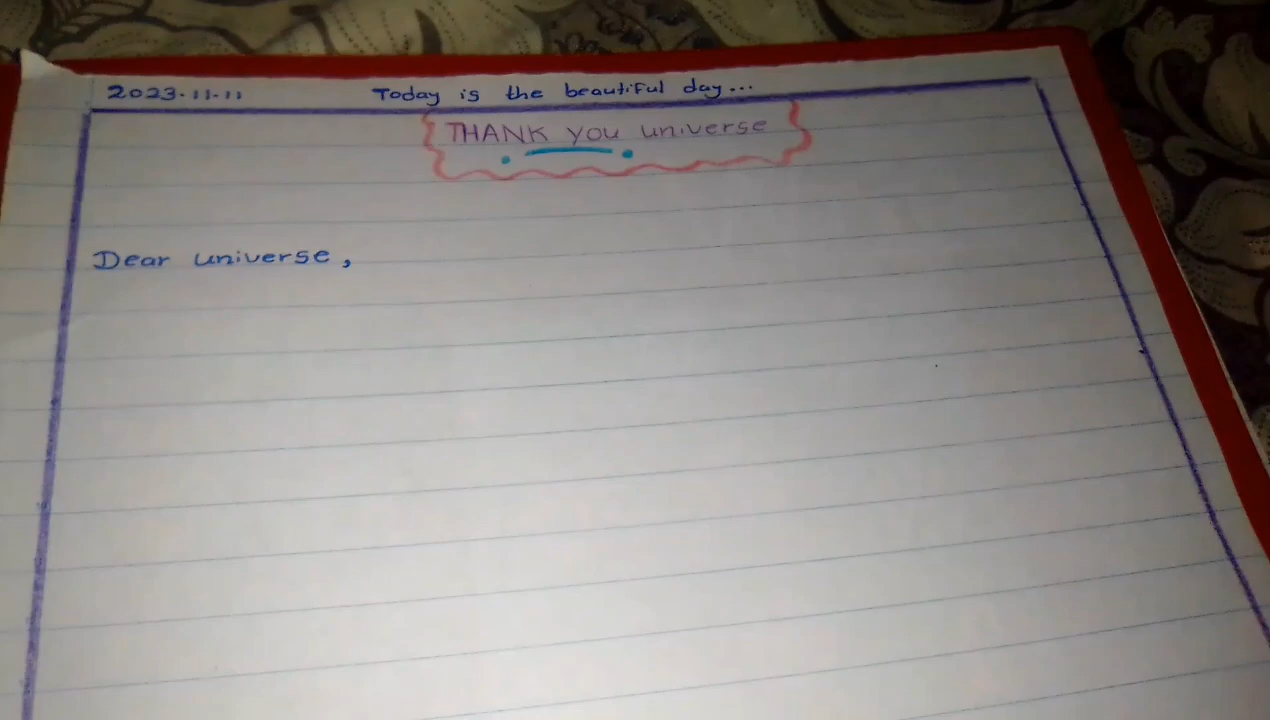 2023.11.11 Today is the beautiful day...
THANK you universe
Dear universe,